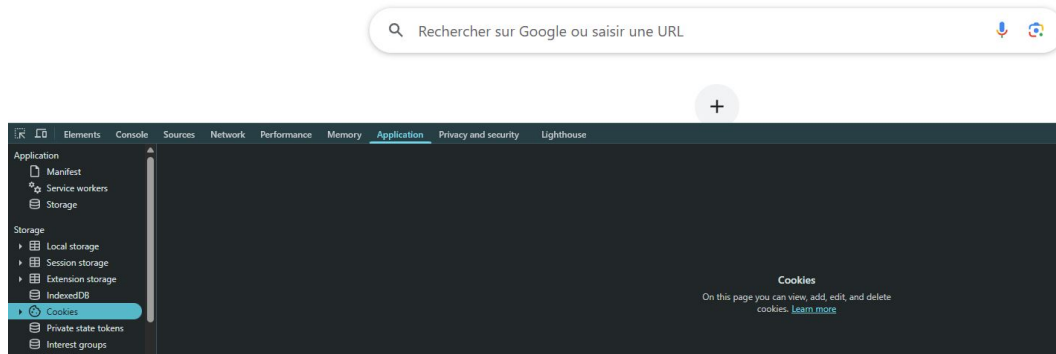 Rechercher sur Google ou saisir une URL
+
Elements Console Sources Network Performance Memory Application Privacy and security Lighthouse
Application
Manifest
Service workers
Storage
Storage
Local storage
Session storage
Extension storage
IndexedDB
Cookies
Private state tokens
Interest groups
Cookies
On this page you can view, add, edit, and delete
cookies. Learn more